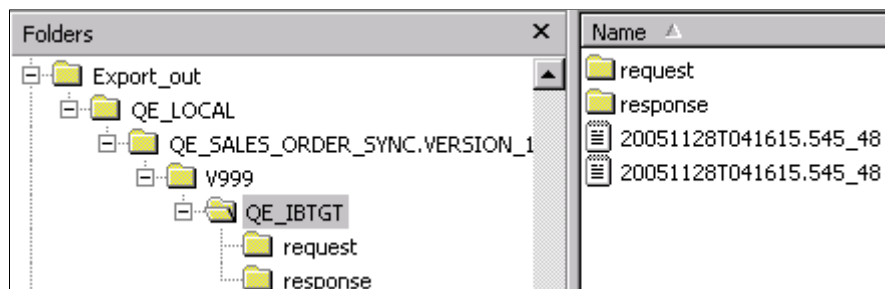 Folders
Export_out
QE_LOCAL
QE_SALES_ORDER_SYNC.VERSION_1
V999
QE_IBTGT
request
response
Name
request
response
20051128T041615.545_48
20051128T041615.545_48